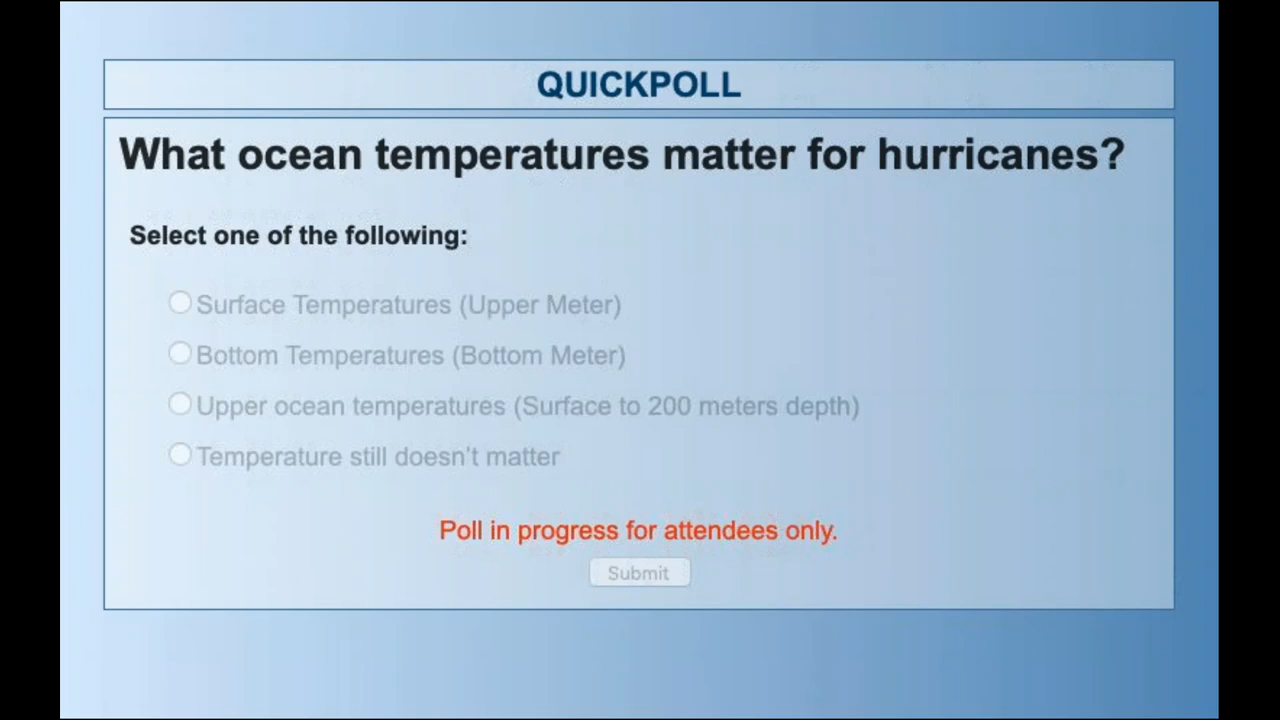 QUICKPOLL
What ocean temperatures matter for hurricanes?
Select one of the following:
Surface Temperatures (Upper Meter)
Bottom Temperatures (Bottom Meter)
Upper ocean temperatures (Surface to 200 meters depth)
Temperature still doesn't matter
Poll in progress for attendees only.
Submit